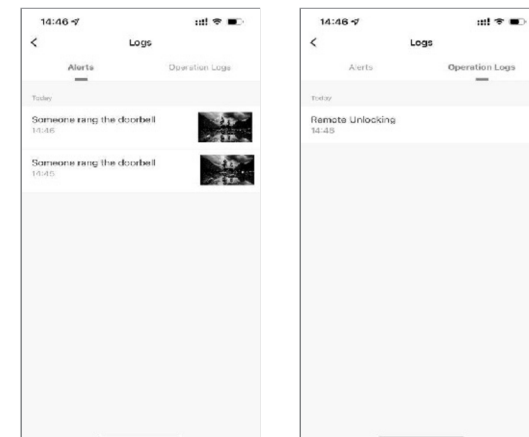 14:46
Logs
Alerts
Operation Logs
Today
Someone rang the doorbell
14:46
Someone rang the doorbell
14:46
14:46
Logs
Alerts
Operation Logs
Today
Remote Unlocking
14:46